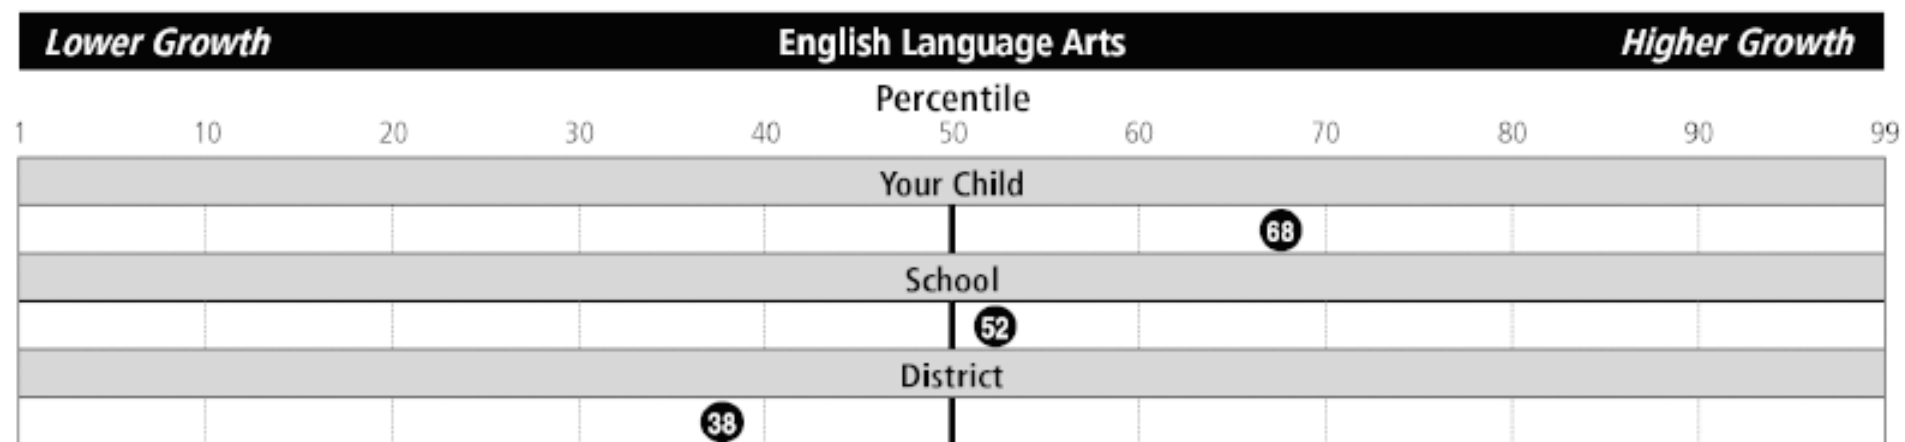 Lower Growth English Language Arts Higher Growth
Percentile
1 10 20 30 40 50 60 70 80 90 99
Your Child
68
School
52
District
38